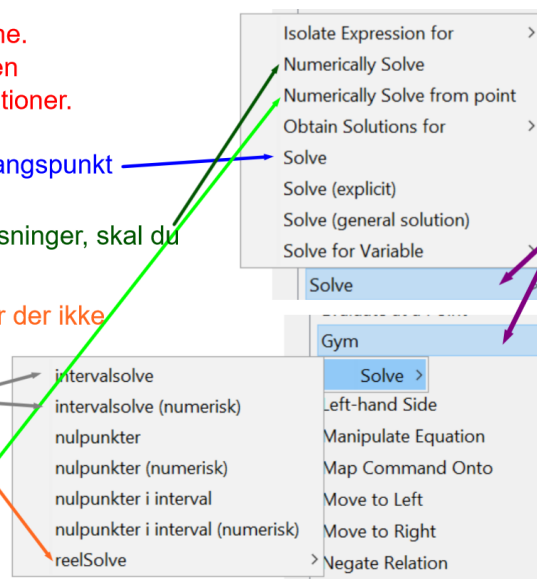 ne.
en
tioner.
angspunkt
sninger, skal du
r der ikke
Isolate Expression for >
Numerically Solve
Numerically Solve from point
Obtain Solutions for >
Solve
Solve (explicit)
Solve (general solution)
Solve for Variable
Solve
Gym
Solve >
Left-hand Side
Manipulate Equation
Map Command Onto
Move to Left
Move to Right
Negate Relation
intervalsolve
intervalsolve (numerisk)
nulpunkter
nulpunkter (numerisk)
nulpunkter i interval
nulpunkter i interval (numerisk)
reelSolve >